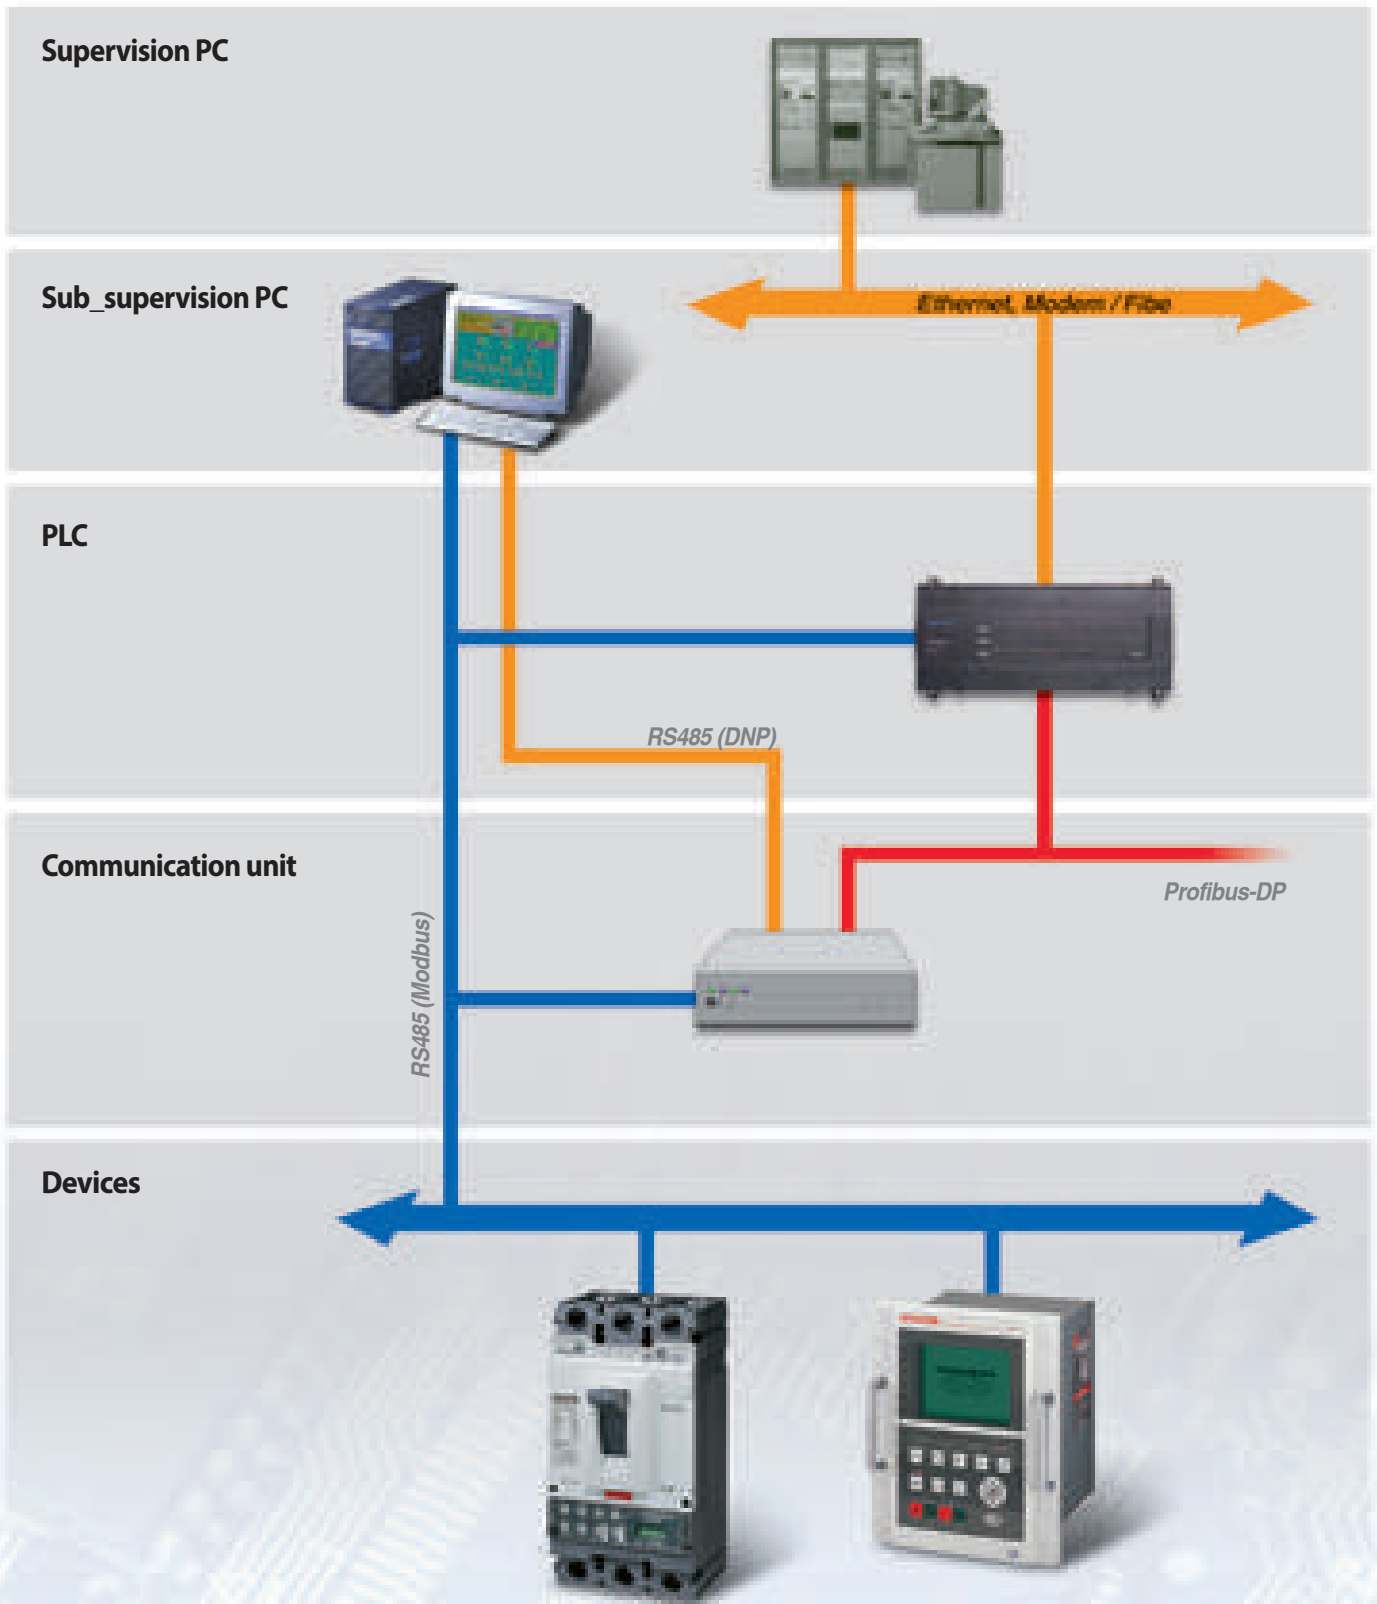 Supervision PC
Sub_supervision PC
Ethernet, Modem / Fibe
PLC
RS485 (DNP)
Communication unit
Profibus-DP
RS485 (Modbus)
Devices